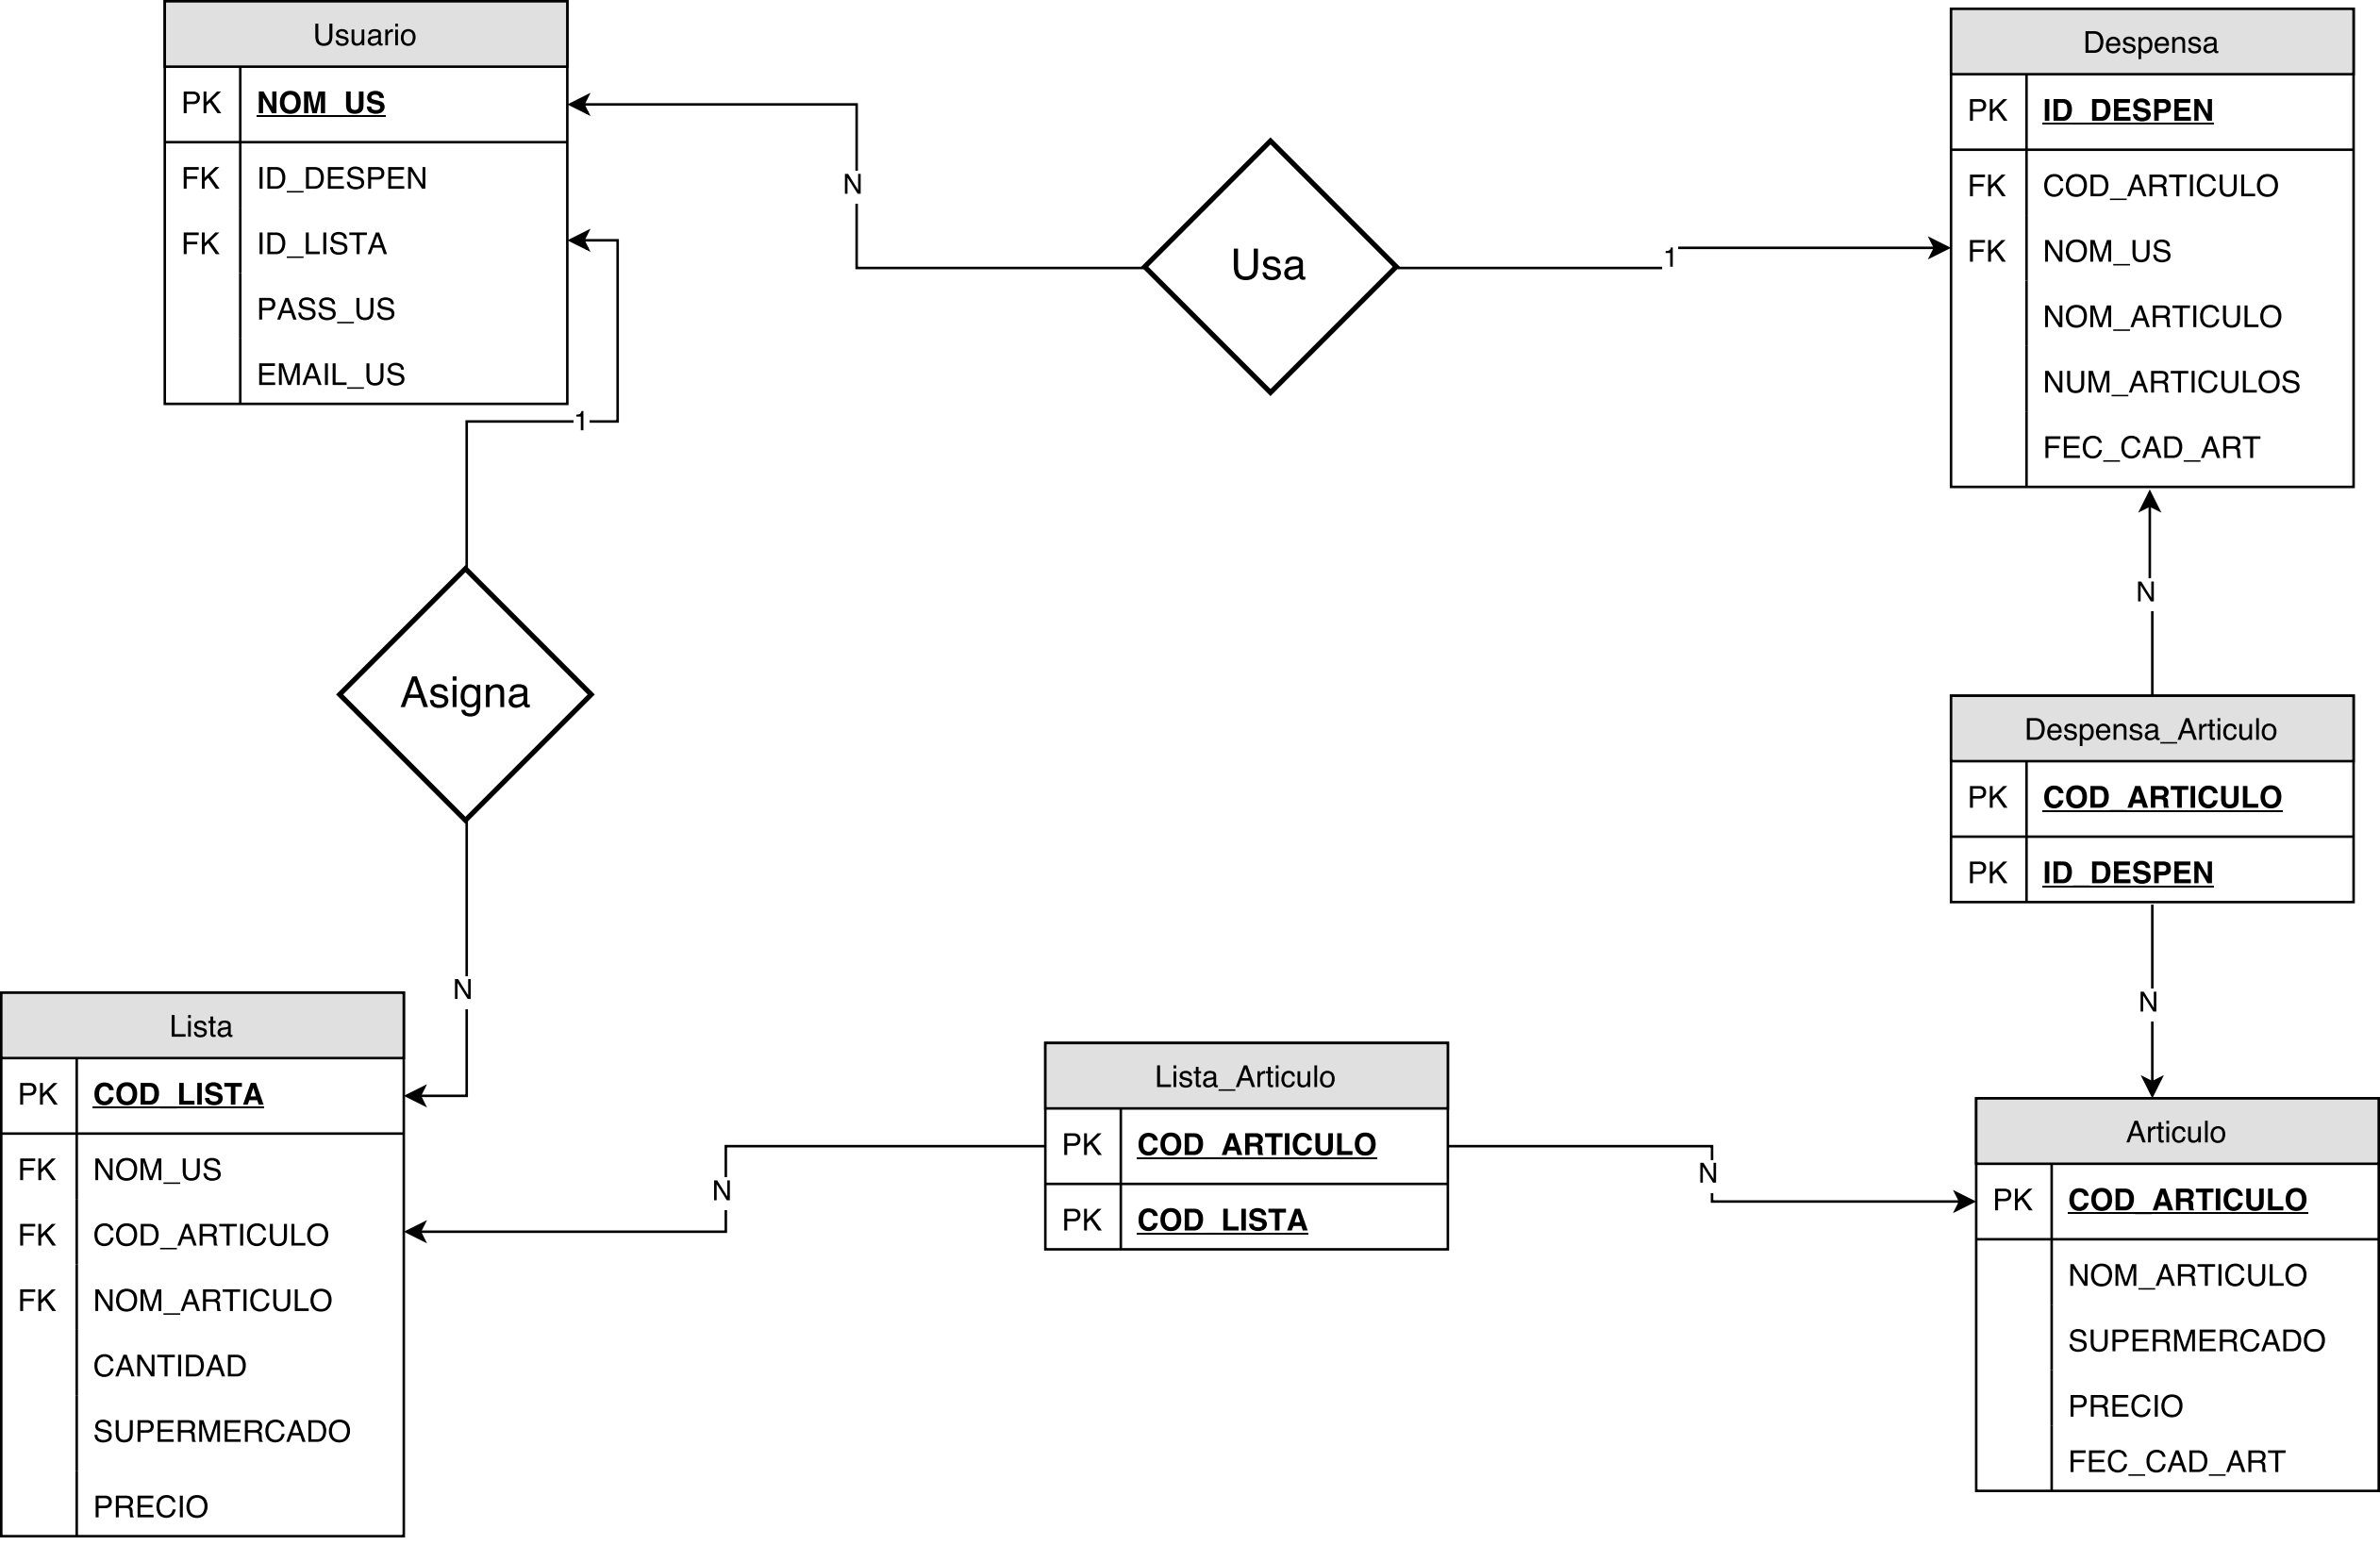 Usuario
PK NOM_US
FK ID_DESPEN
FK ID_LISTA
PASS_US
EMAIL_US
N
Usa
1
Despensa
PK ID_DESPEN
FK COD_ARTICULO
FK NOM_US
NOM_ARTICULO
NUM_ARTICULOS
FEC_CAD_ART
1
Asigna
N
N
Despensa_Articulo
PK COD_ARTICULO
PK ID_DESPEN
N
Lista
PK COD_LISTA
FK NOM_US
FK COD_ARTICULO
FK NOM_ARTICULO
CANTIDAD
SUPERMERCADO
PRECIO
N
Lista_Articulo
PK COD_ARTICULO
PK COD_LISTA
N
Articulo
PK COD_ARTICULO
NOM_ARTICULO
SUPERMERCADO
PRECIO
FEC_CAD_ART